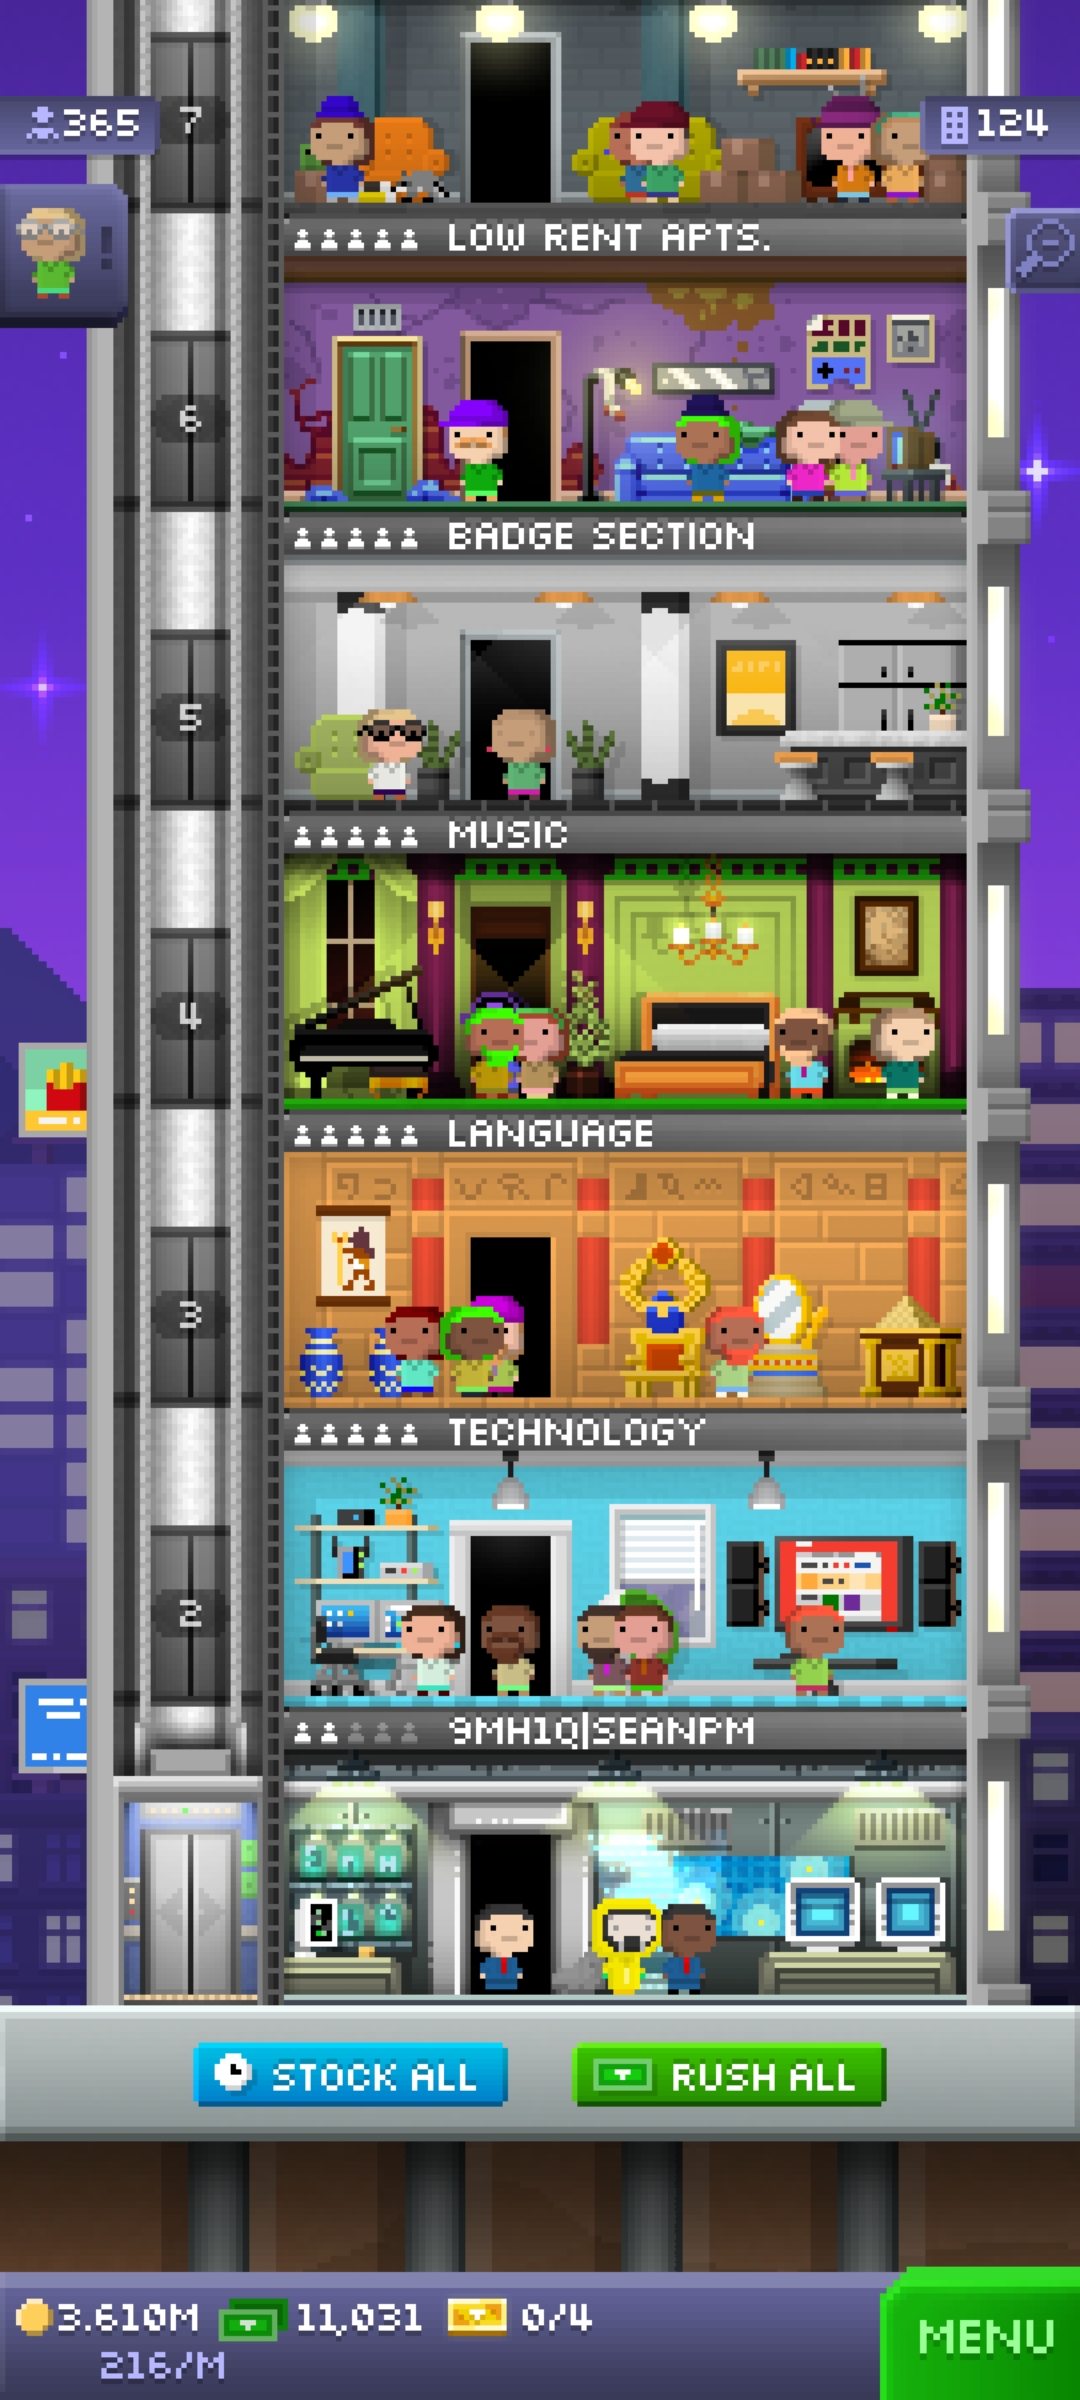 365
7
124
LOW RENT APTS.
6
BADGE SECTION
5
MUSIC
4
LANGUAGE
3
TECHNOLOGY
2
9MH1Q|SEANPM
STOCK ALL
RUSH ALL
3.610M
11,031
0/4
216/M
MENU